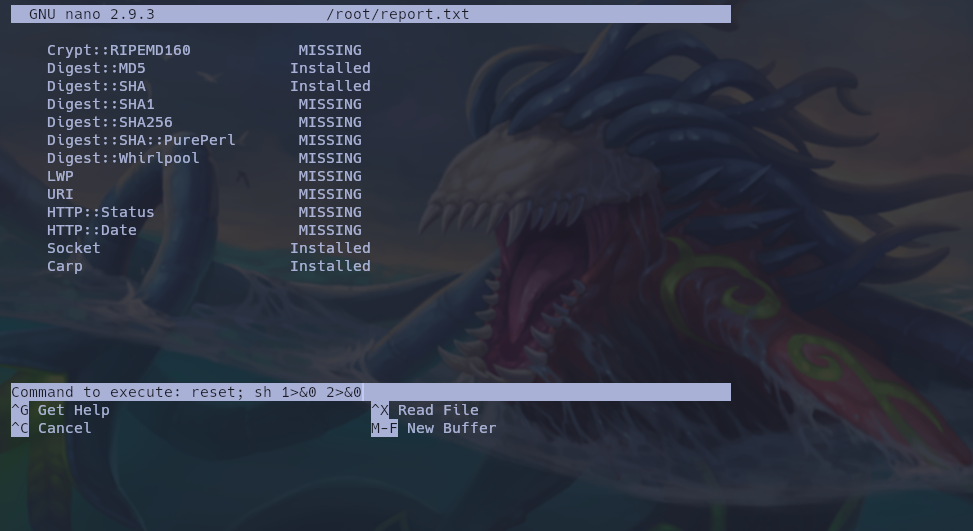 GNU nano 2.9.3 /root/report.txt
Crypt::RIPEMD160 MISSING
Digest::MD5 Installed
Digest::SHA Installed
Digest::SHA1 MISSING
Digest::SHA256 MISSING
Digest::SHA::PurePerl MISSING
Digest::Whirlpool MISSING
LWP MISSING
URI MISSING
HTTP::Status MISSING
HTTP::Date MISSING
Socket Installed
Carp Installed
Command to execute: reset; sh 1>&0 2>&0
^G Get Help ^X Read File
^C Cancel M-F New Buffer